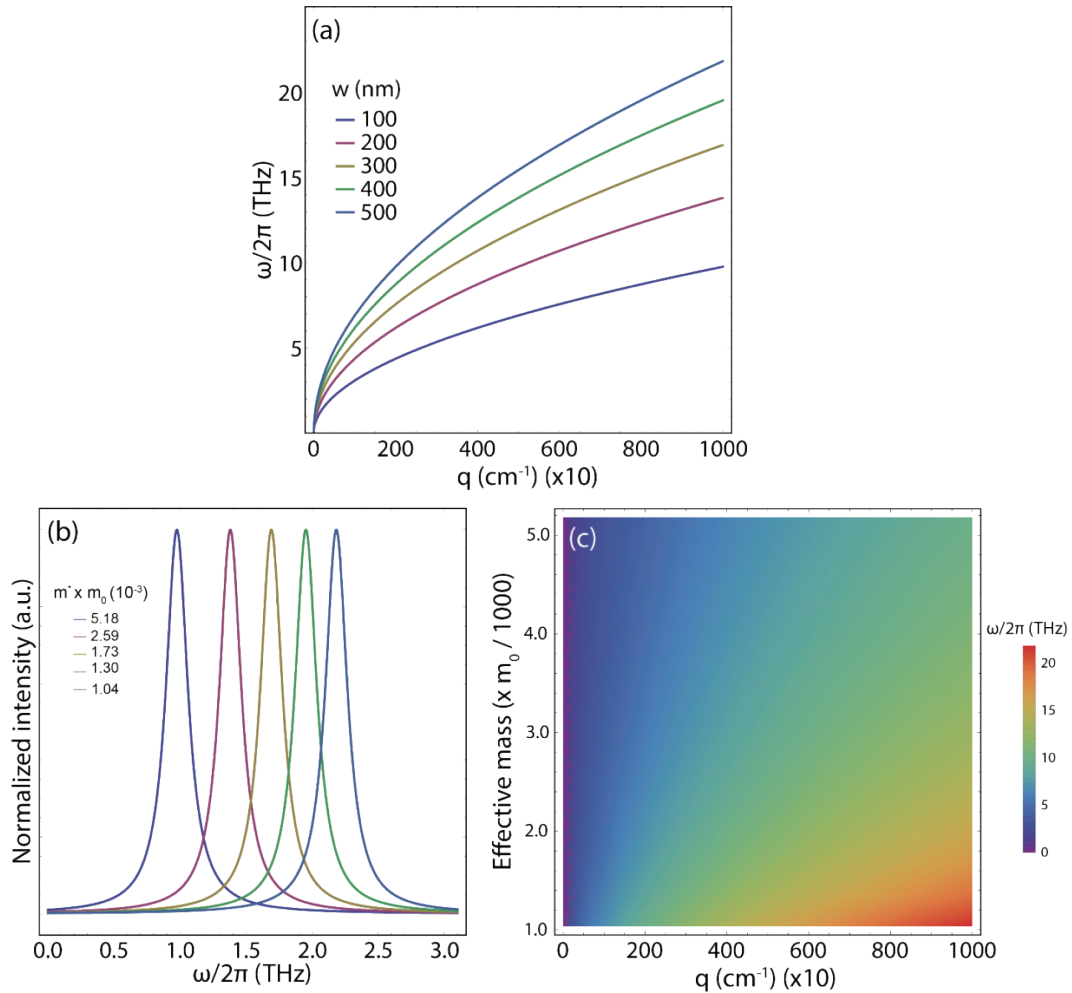 (a)
w (nm)
100
200
300
400
500
20
15
10
5
ω/2π (THz)
0 200 400 600 800 1000
q (cm⁻¹) (x10)
(b)
m* x m₀ (10⁻³)
5.18
2.59
1.73
1.30
1.04
Normalized intensity (a.u.)
0.0 0.5 1.0 1.5 2.0 2.5 3.0
ω/2π (THz)
(c)
5.0
4.0
3.0
2.0
1.0
Effective mass (x m₀ / 1000)
0 200 400 600 800 1000
q (cm⁻¹) (x10)
ω/2π (THz)
20
15
10
5
0